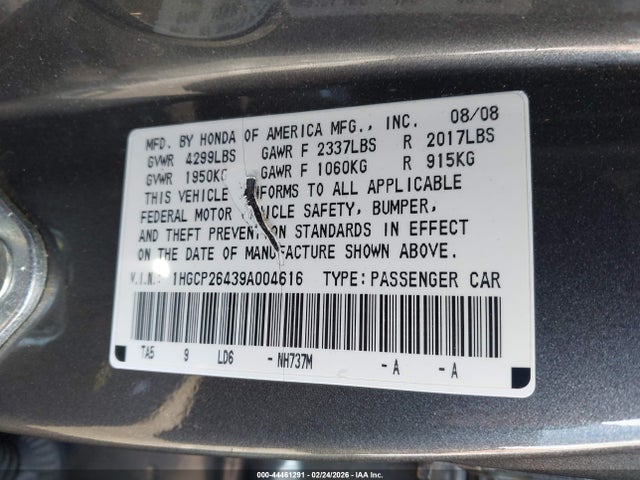 08/08
MFD. BY HONDA OF AMERICA MFG., INC.
GVWR 4299LBS GAWR F 2337LBS R 2017LBS
GVWR 1950KG GAWR F 1060KG R 915KG
THIS VEHICLE CONFORMS TO ALL APPLICABLE
FEDERAL MOTOR VEHICLE SAFETY, BUMPER,
AND THEFT PREVENTION STANDARDS IN EFFECT
ON THE DATE OF MANUFACTURE SHOWN ABOVE.
V.I.N.: 1HGCP26439A004616 TYPE: PASSENGER CAR
TA5 9 LD6 - NH737M - A - A
000-44461291 - 02/24/2026 - IAAI.COM